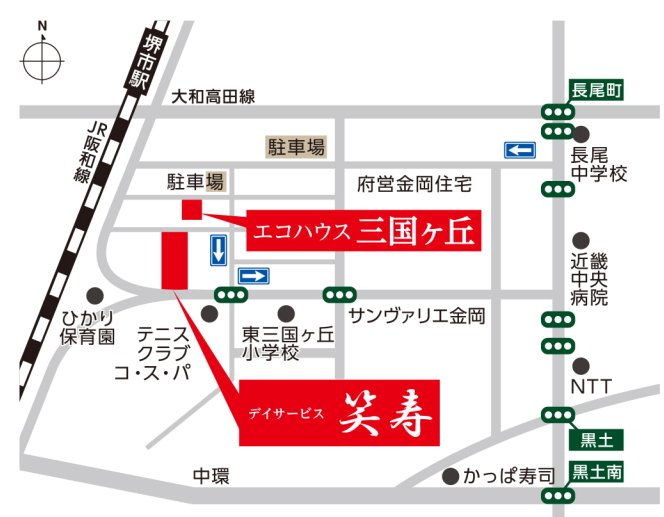 N
堺市駅
大和高田線
長尾町
JR阪和線
駐車場
長尾
中学校
駐車場
府営金岡住宅
エコハウス 三国ヶ丘
近畿
中央
病院
ひかり
保育園
テニス
クラブ
コ・ス・パ
東三国ヶ丘
小学校
サンヴァリエ金岡
NTT
デイサービス 笑寿
黒土
中環
かっぱ寿司
黒土南